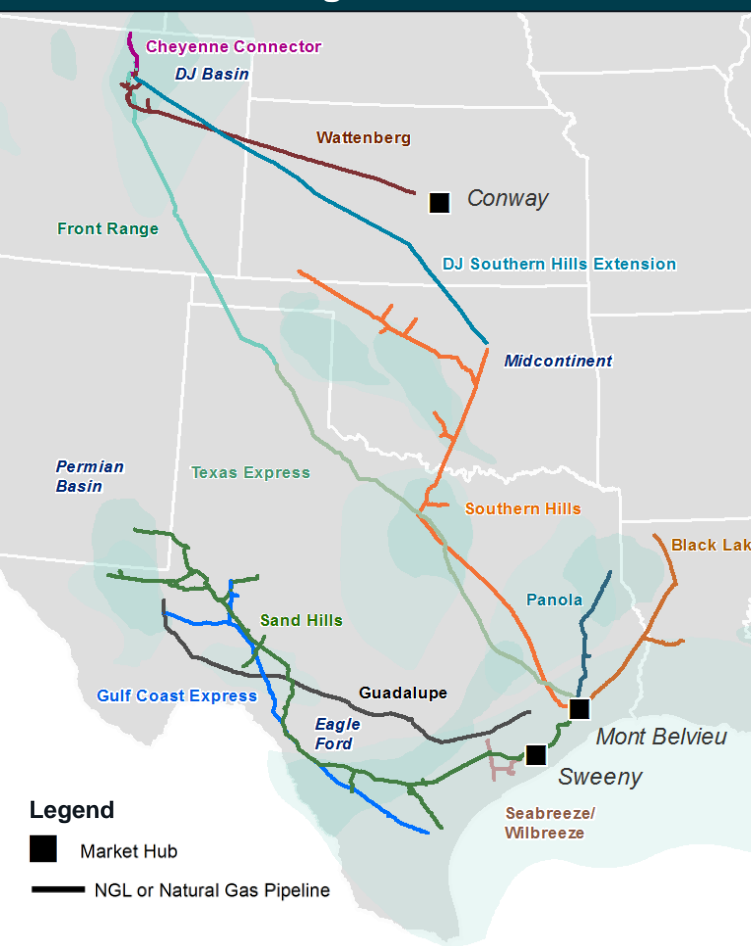 Cheyenne Connector
DJ Basin
Wattenberg
Conway
Front Range
DJ Southern Hills Extension
Midcontinent
Permian
Basin
Texas Express
Southern Hills
Black Lak
Panola
Sand Hills
Guadalupe
Gulf Coast Express
Eagle
Ford
Mont Belvieu
Sweeny
Seabreeze/
Wilbreeze
Legend
Market Hub
NGL or Natural Gas Pipeline